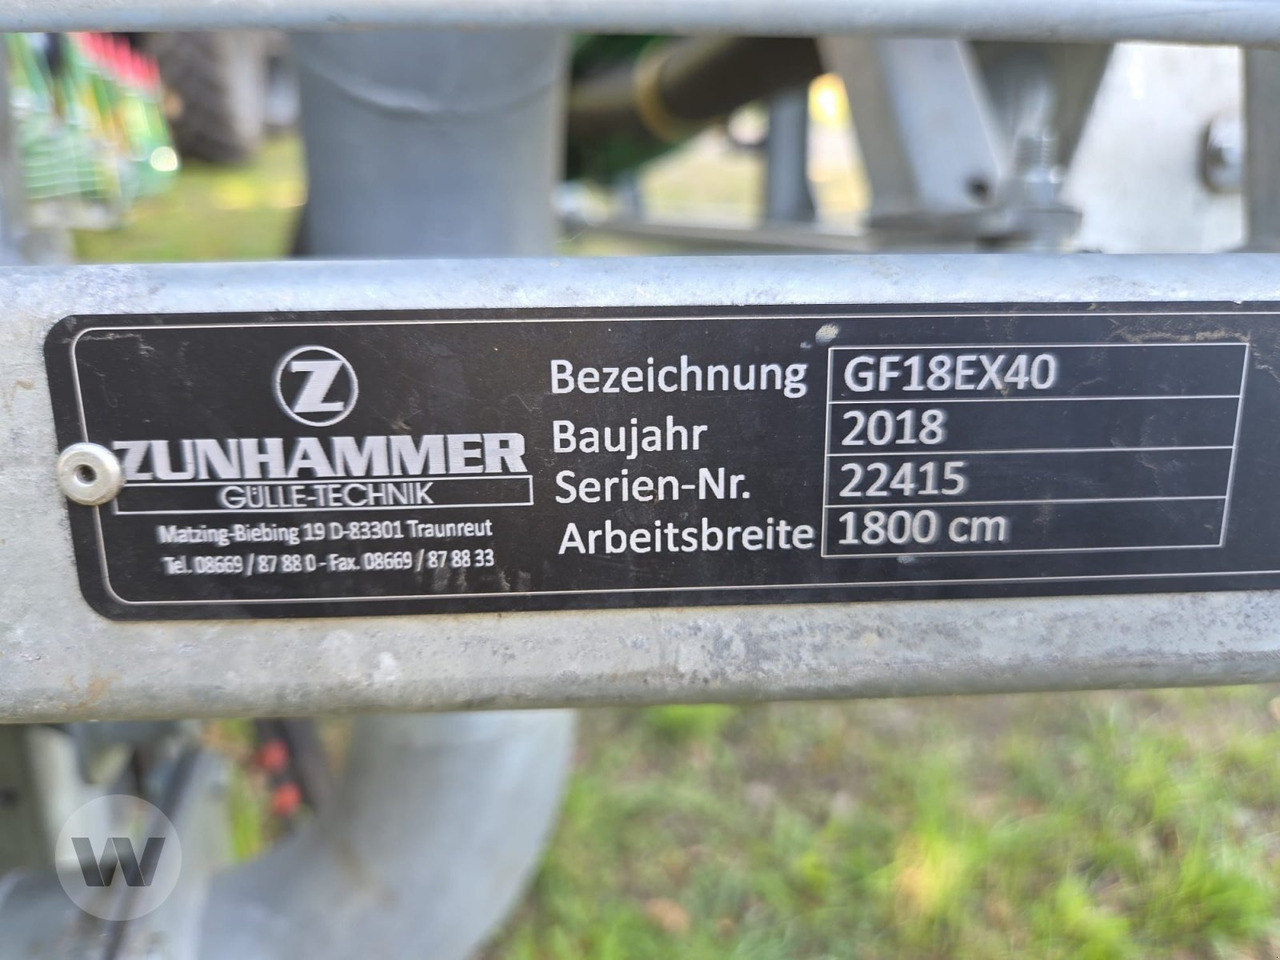 Z
ZUNHAMMER
GÜLLE-TECHNIK
Matzing-Biebing 19 D-83301 Traunreut
Tel. 08669 / 87 88 0 - Fax. 08669 / 87 88 33
Bezeichnung GF18EX40
Baujahr 2018
Serien-Nr. 22415
Arbeitsbreite 1800 cm
W